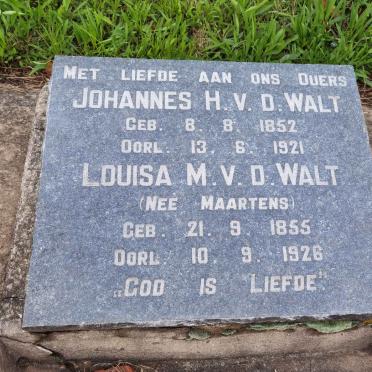 MET LIEFDE AAN ONS OUERS
JOHANNES H.V.D.WALT
GEB. 8. 8. 1852
OORL. 13. 6. 1921
LOUISA M.V.D.WALT
(NEÉ MAARTENS)
GEB. 21. 9. 1855
OORL. 10. 9. 1926
„GOD IS LIEFDE”